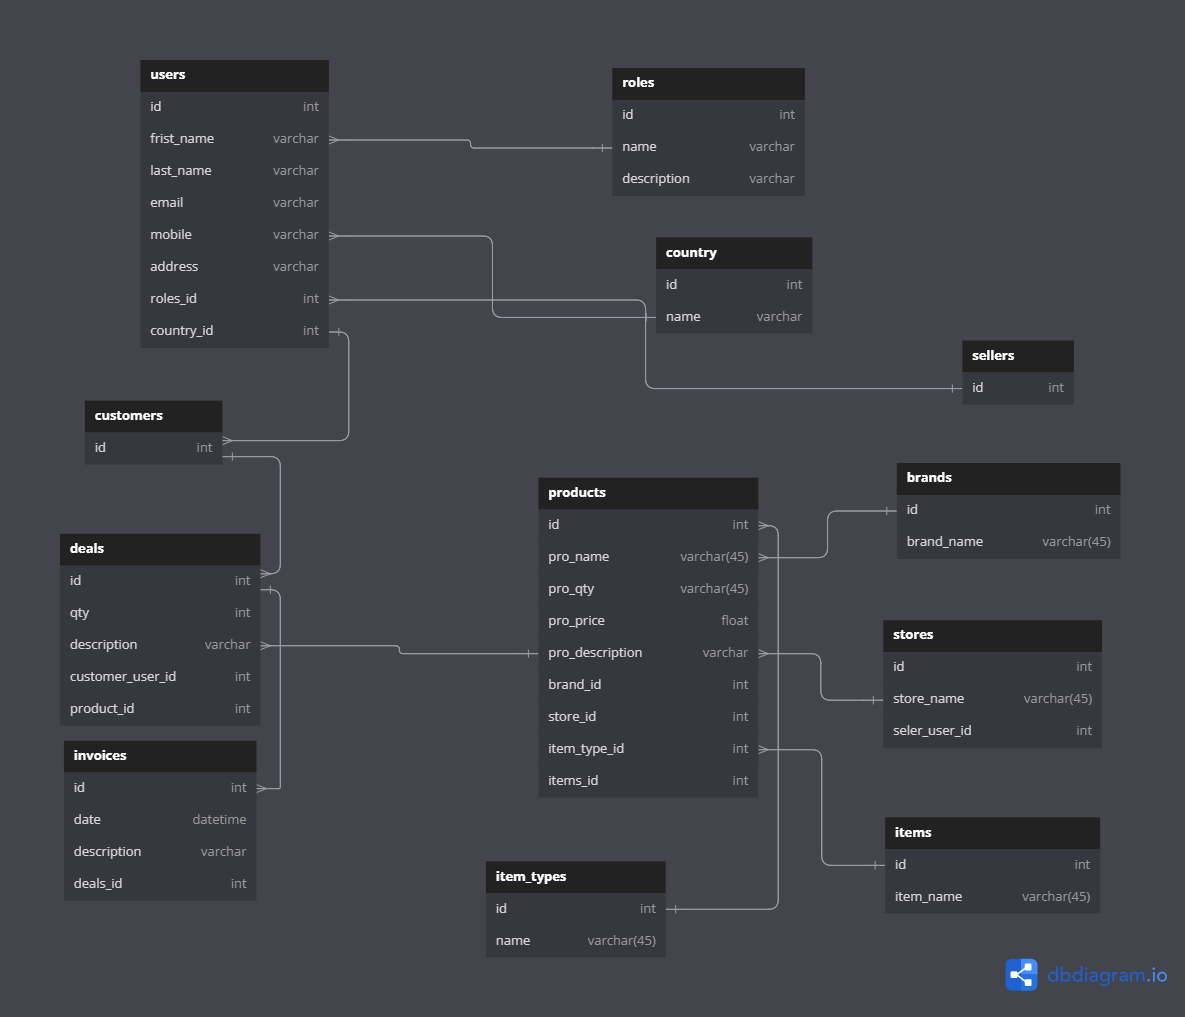 users
id int
frist_name varchar
last_name varchar
email varchar
mobile varchar
address varchar
roles_id int
country_id int
roles
id int
name varchar
description varchar
country
id int
name varchar
sellers
id int
customers
id int
products
id int
pro_name varchar(45)
pro_qty varchar(45)
pro_price float
pro_description varchar
brand_id int
store_id int
item_type_id int
items_id int
brands
id int
brand_name varchar(45)
deals
id int
qty int
description varchar
customer_user_id int
product_id int
stores
id int
store_name varchar(45)
seler_user_id int
invoices
id int
date datetime
description varchar
deals_id int
items
id int
item_name varchar(45)
item_types
id int
name varchar(45)
dbdiagram.io